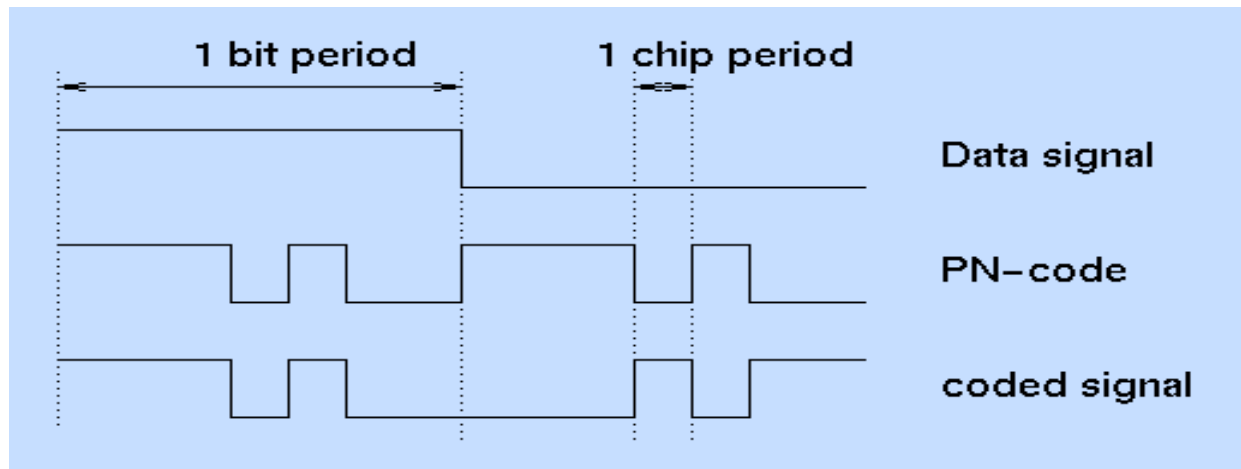 1 bit period
1 chip period
Data signal
PN-code
coded signal